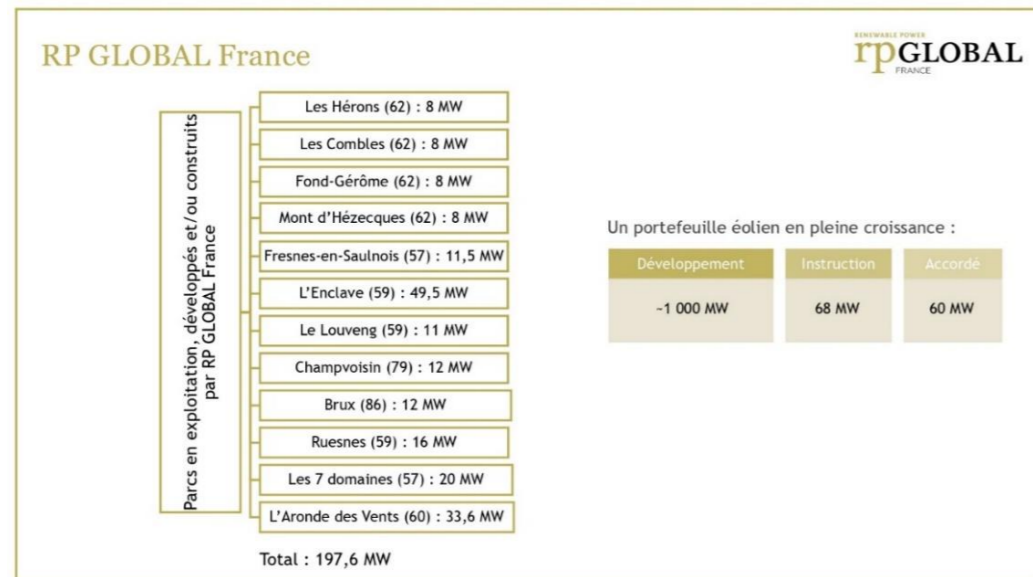 RP GLOBAL France
RENEWABLE POWER
rpGLOBAL
FRANCE
Parcs en exploitation, développés et/ou construits
par RP GLOBAL France
Les Hérons (62) : 8 MW
Les Combles (62) : 8 MW
Fond-Gérôme (62) : 8 MW
Mont d'Hézecques (62) : 8 MW
Fresnes-en-Saulnois (57) : 11,5 MW
L'Enclave (59) : 49,5 MW
Le Louveng (59) : 11 MW
Champvoisin (79) : 12 MW
Brux (86) : 12 MW
Ruesnes (59) : 16 MW
Les 7 domaines (57) : 20 MW
L'Aronde des Vents (60) : 33,6 MW
Total : 197,6 MW
Un portefeuille éolien en pleine croissance :
Développement Instruction Accordé
~1 000 MW 68 MW 60 MW